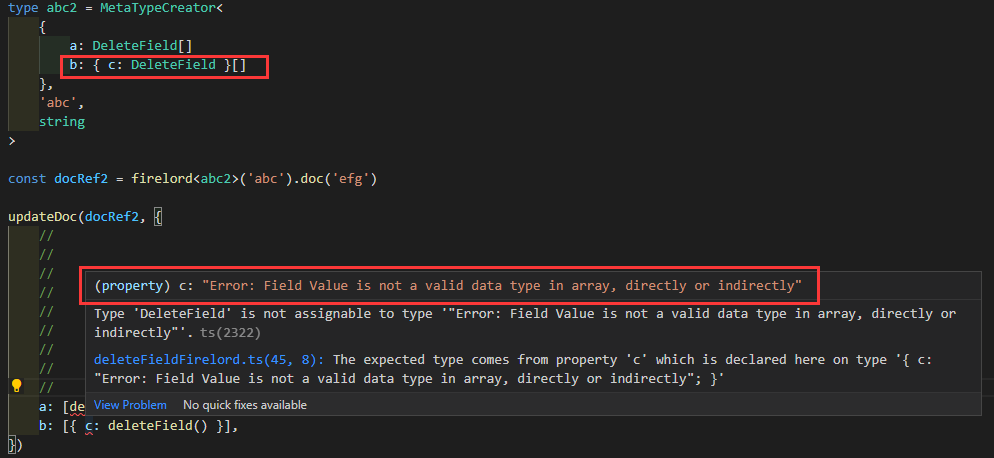 type abc2 = MetaTypeCreator<
{
a: DeleteField[]
b: { c: DeleteField }[]
},
'abc',
string
>
const docRef2 = firelord<abc2>('abc').doc('efg')
updateDoc(docRef2, {
//
//
//
//
//
//
//
//
//
(property) c: "Error: Field Value is not a valid data type in array, directly or indirectly"
Type 'DeleteField' is not assignable to type '"Error: Field Value is not a valid data type in array, directly or
indirectly"'. ts(2322)
deleteFieldFirelord.ts(45, 8): The expected type comes from property 'c' which is declared here on type '{ c:
"Error: Field Value is not a valid data type in array, directly or indirectly"; }'
View Problem No quick fixes available
a: [de
b: [{ c: deleteField() }],
})